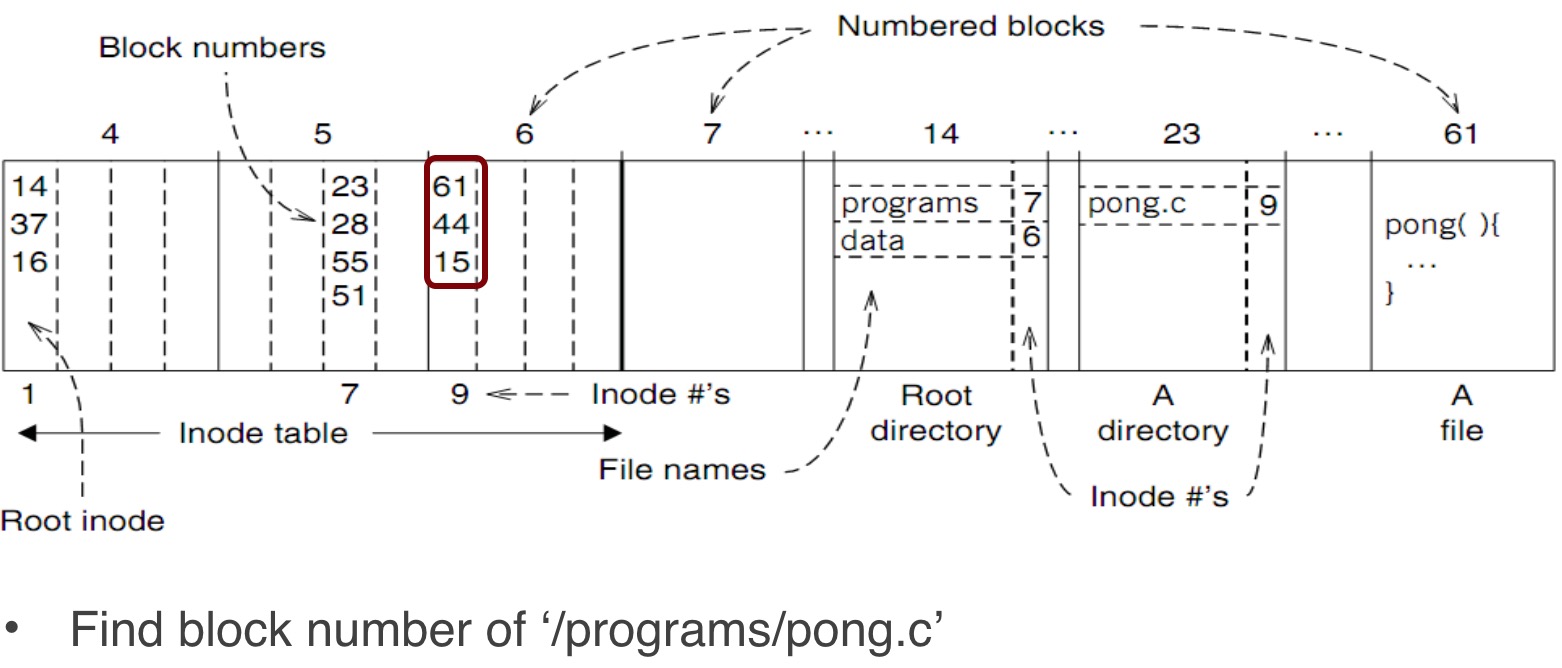 Numbered blocks
Block numbers
4 5 6 7 ... 14 ... 23 ... 61
14 23 61
37 28 44
16 55 15
51
programs 7
data 6
pong.c 9
pong( ){
...
}
1 7 9 Inode #'s
Root directory
A directory
A file
Inode table
File names
Inode #'s
Root inode
• Find block number of ‘/programs/pong.c’